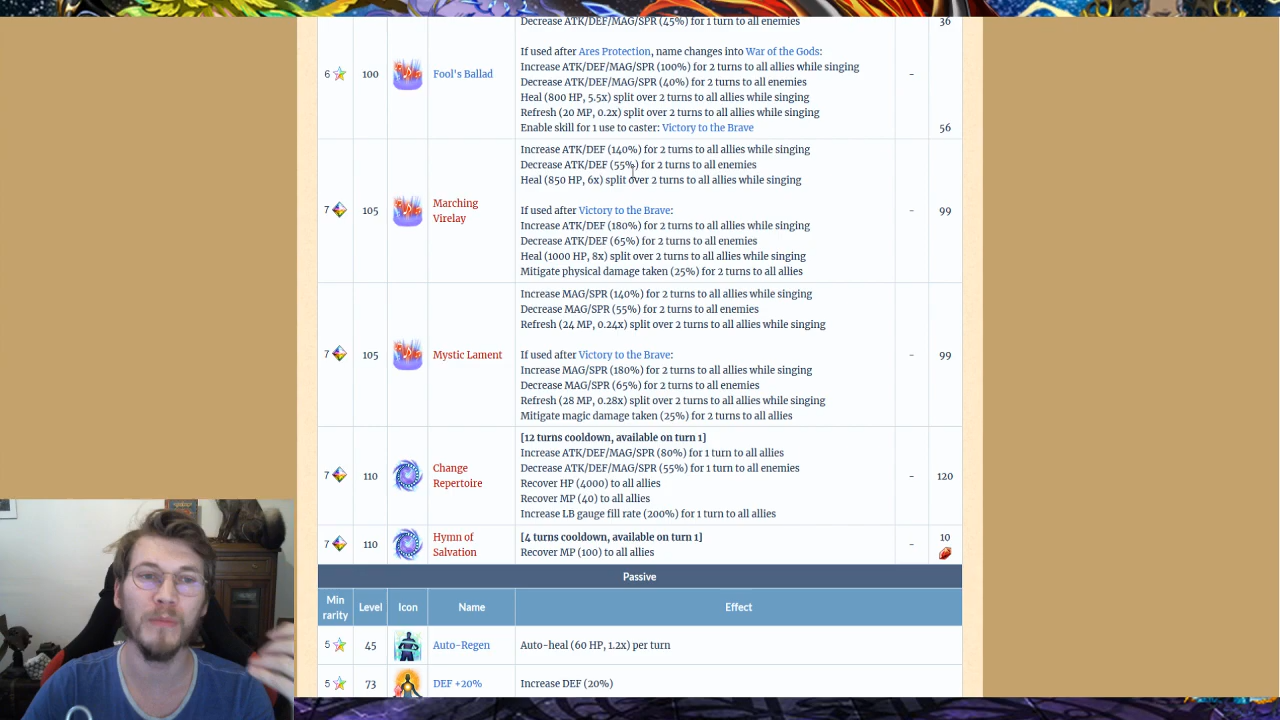 Decrease ATK/DEF/MAG/SPR (45%) for 1 turn to all enemies
36
If used after Ares Protection, name changes into War of the Gods:
6 100 Fool's Ballad
Increase ATK/DEF/MAG/SPR (100%) for 2 turns to all allies while singing
-
Decrease ATK/DEF/MAG/SPR (40%) for 2 turns to all enemies
Heal (800 HP, 5.5x) split over 2 turns to all allies while singing
Refresh (20 MP, 0.2x) split over 2 turns to all allies while singing
Enable skill for 1 use to caster: Victory to the Brave
56
7 105 Marching
Virelay
Increase ATK/DEF (140%) for 2 turns to all allies while singing
Decrease ATK/DEF (55%) for 2 turns to all enemies
Heal (850 HP, 6x) split over 2 turns to all allies while singing
If used after Victory to the Brave:
Increase ATK/DEF (180%) for 2 turns to all allies while singing
Decrease ATK/DEF (65%) for 2 turns to all enemies
Heal (1000 HP, 8x) split over 2 turns to all allies while singing
Mitigate physical damage taken (25%) for 2 turns to all allies
- 99
7 105 Mystic Lament
Increase MAG/SPR (140%) for 2 turns to all allies while singing
Decrease MAG/SPR (55%) for 2 turns to all enemies
Refresh (24 MP, 0.24x) split over 2 turns to all allies while singing
If used after Victory to the Brave:
Increase MAG/SPR (180%) for 2 turns to all allies while singing
Decrease MAG/SPR (65%) for 2 turns to all enemies
Refresh (28 MP, 0.28x) split over 2 turns to all allies while singing
Mitigate magic damage taken (25%) for 2 turns to all allies
- 99
7 110 Change
Repertoire
[12 turns cooldown, available on turn 1]
Increase ATK/DEF/MAG/SPR (80%) for 1 turn to all allies
Decrease ATK/DEF/MAG/SPR (55%) for 1 turn to all enemies
Recover HP (4000) to all allies
Recover MP (40) to all allies
Increase LB gauge fill rate (200%) for 1 turn to all allies
- 120
7 110 Hymn of
Salvation
[4 turns cooldown, available on turn 1]
Recover MP (100) to all allies
- 10
Passive
Min
rarity
Level Icon Name Effect
5 45 Auto-Regen Auto-heal (60 HP, 1.2x) per turn
5 73 DEF +20% Increase DEF (20%)